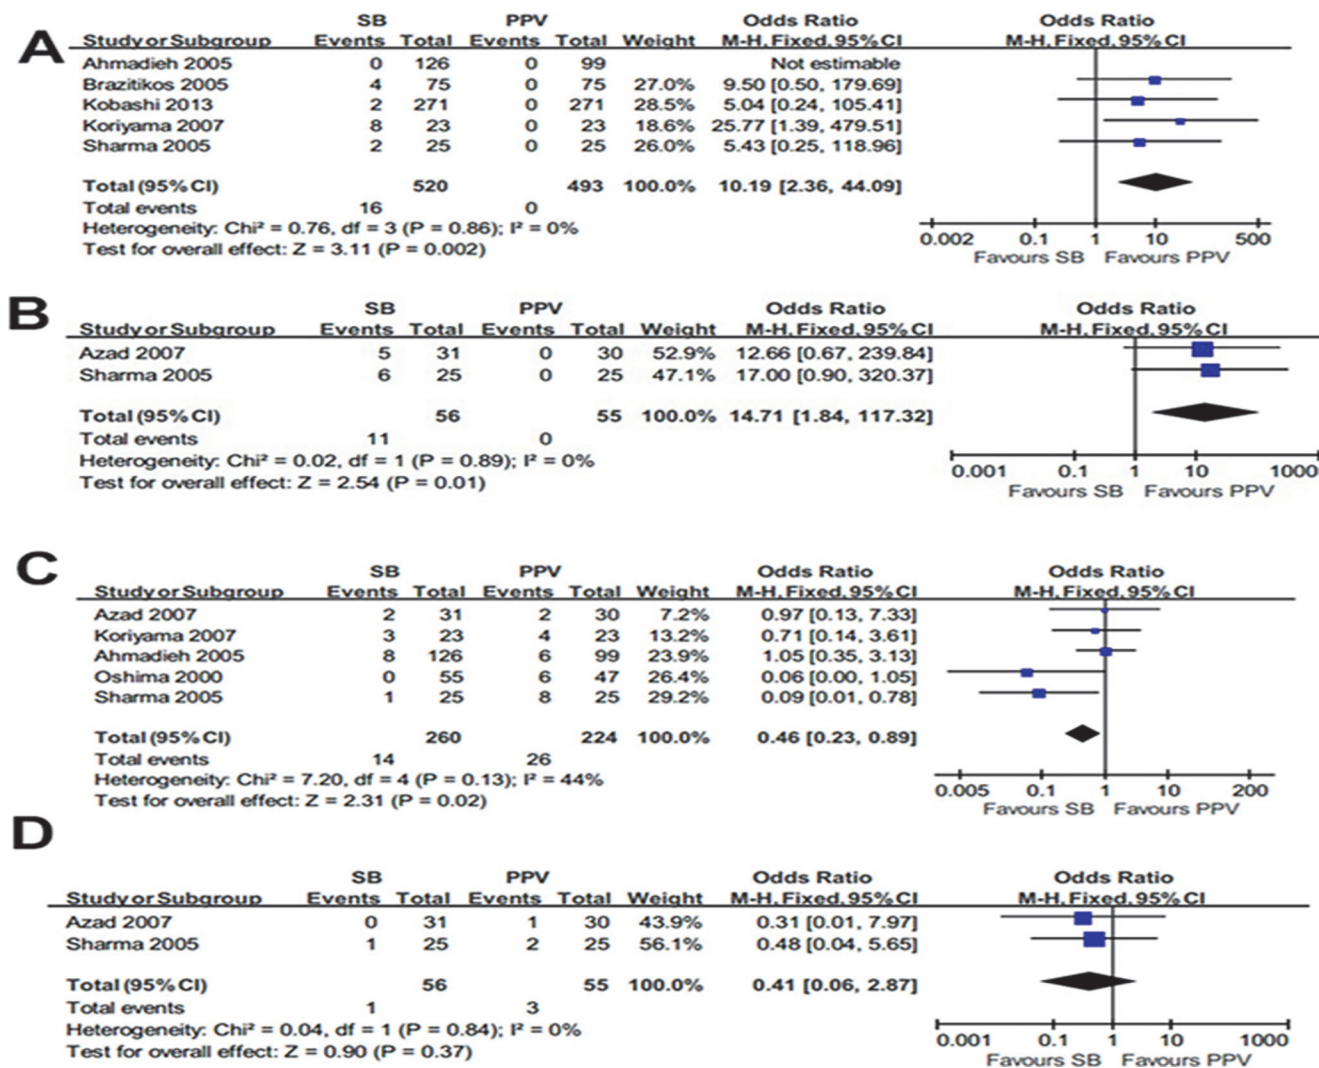 A
SB PPV Odds Ratio Odds Ratio
Study or Subgroup Events Total Events Total Weight M-H, Fixed, 95% CI M-H, Fixed, 95% CI
Ahmadieh 2005 0 126 0 99 Not estimable
Brazitikos 2005 4 75 0 75 27.0% 9.50 [0.50, 179.69]
Kobashi 2013 2 271 0 271 28.5% 5.04 [0.24, 105.41]
Koriyama 2007 8 23 0 23 18.6% 25.77 [1.39, 479.51]
Sharma 2005 2 25 0 25 26.0% 5.43 [0.25, 118.96]
Total (95% CI) 520 493 100.0% 10.19 [2.36, 44.09]
Total events 16 0
Heterogeneity: Chi² = 0.76, df = 3 (P = 0.86); I² = 0%
Test for overall effect: Z = 3.11 (P = 0.002)
0.002 0.1 1 10 500
Favours SB Favours PPV
B
SB PPV Odds Ratio Odds Ratio
Study or Subgroup Events Total Events Total Weight M-H, Fixed, 95% CI M-H, Fixed, 95% CI
Azad 2007 5 31 0 30 52.9% 12.66 [0.67, 239.84]
Sharma 2005 6 25 0 25 47.1% 17.00 [0.90, 320.37]
Total (95% CI) 56 55 100.0% 14.71 [1.84, 117.32]
Total events 11 0
Heterogeneity: Chi² = 0.02, df = 1 (P = 0.89); I² = 0%
Test for overall effect: Z = 2.54 (P = 0.01)
0.001 0.1 1 10 1000
Favours SB Favours PPV
C
SB PPV Odds Ratio Odds Ratio
Study or Subgroup Events Total Events Total Weight M-H, Fixed, 95% CI M-H, Fixed, 95% CI
Azad 2007 2 31 2 30 7.2% 0.97 [0.13, 7.33]
Koriyama 2007 3 23 4 23 13.2% 0.71 [0.14, 3.61]
Ahmadieh 2005 8 126 6 99 23.9% 1.05 [0.35, 3.13]
Oshima 2000 0 55 6 47 26.4% 0.06 [0.00, 1.05]
Sharma 2005 1 25 8 25 29.2% 0.09 [0.01, 0.78]
Total (95% CI) 260 224 100.0% 0.46 [0.23, 0.89]
Total events 14 26
Heterogeneity: Chi² = 7.20, df = 4 (P = 0.13); I² = 44%
Test for overall effect: Z = 2.31 (P = 0.02)
0.005 0.1 1 10 200
Favours SB Favours PPV
D
SB PPV Odds Ratio Odds Ratio
Study or Subgroup Events Total Events Total Weight M-H, Fixed, 95% CI M-H, Fixed, 95% CI
Azad 2007 0 31 1 30 43.9% 0.31 [0.01, 7.97]
Sharma 2005 1 25 2 25 56.1% 0.48 [0.04, 5.65]
Total (95% CI) 56 55 100.0% 0.41 [0.06, 2.87]
Total events 1 3
Heterogeneity: Chi² = 0.04, df = 1 (P = 0.84); I² = 0%
Test for overall effect: Z = 0.90 (P = 0.37)
0.001 0.1 1 10 1000
Favours SB Favours PPV